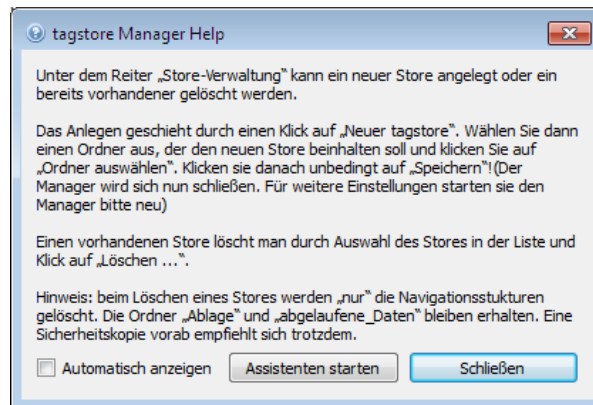 tagstore Manager Help
Unter dem Reiter „Store-Verwaltung“ kann ein neuer Store angelegt oder ein
bereits vorhandener gelöscht werden.
Das Anlegen geschieht durch einen Klick auf „Neuer tagstore“. Wählen Sie dann
einen Ordner aus, der den neuen Store beinhalten soll und klicken Sie auf
„Ordner auswählen“. Klicken sie danach unbedingt auf „Speichern“!(Der
Manager wird sich nun schließen. Für weitere Einstellungen starten sie den
Manager bitte neu)
Einen vorhandenen Store löscht man durch Auswahl des Stores in der Liste und
Klick auf „Löschen ...“.
Hinweis: beim Löschen eines Stores werden „nur“ die Navigationsstukturen
gelöscht. Die Ordner „Ablage“ und „abgelaufene_Daten“ bleiben erhalten. Eine
Sicherheitskopie vorab empfiehlt sich trotzdem.
Automatisch anzeigen Assistenten starten Schließen